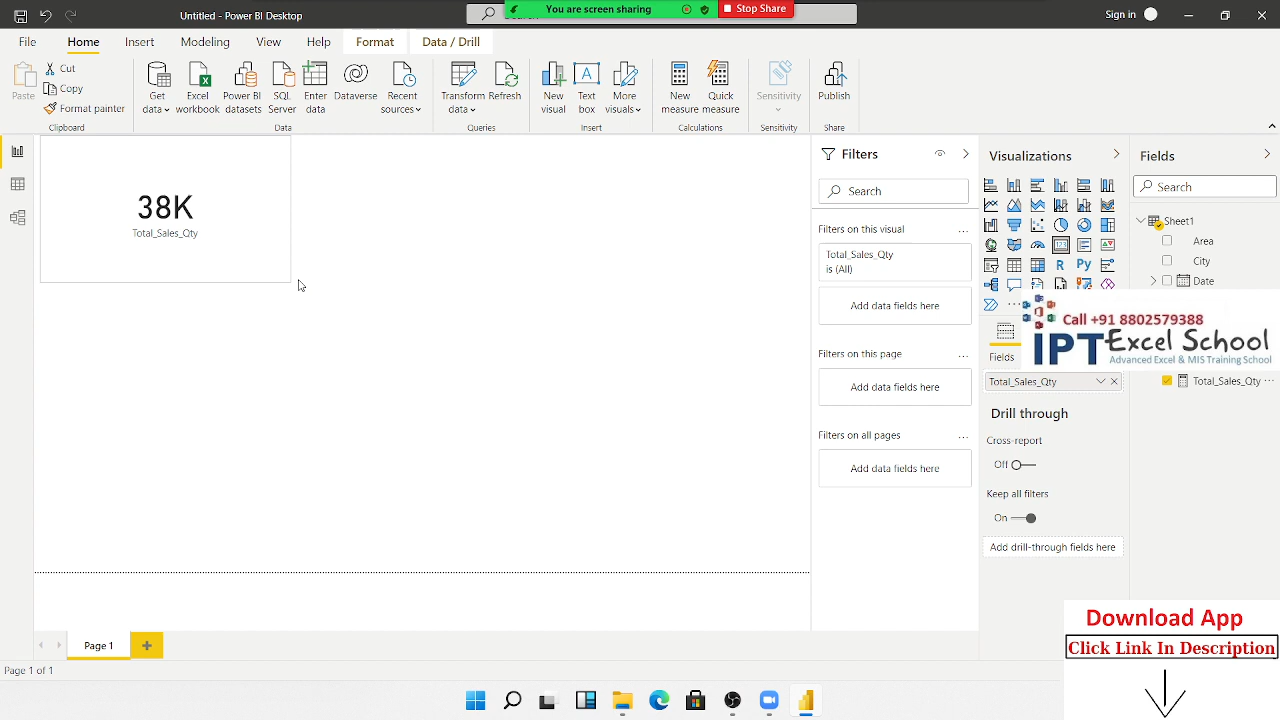 Untitled - Power BI Desktop
You are screen sharing
Stop Share
Sign in
File
Home
Insert
Modeling
View
Help
Format
Data / Drill
Paste
Cut
Copy
Format painter
Clipboard
Get data
Excel workbook
Power BI datasets
SQL Server
Enter data
Dataverse
Recent sources
Data
Transform data
Refresh
Queries
New visual
Text box
More visuals
Insert
New measure
Quick measure
Calculations
Sensitivity
Sensitivity
Publish
Share
38K
Total_Sales_Qty
Filters
Search
Filters on this visual
Total_Sales_Qty
is (All)
Add data fields here
Filters on this page
Add data fields here
Filters on all pages
Add data fields here
Visualizations
R
Py
123
Fields
Total_Sales_Qty
Drill through
Cross-report
Off
Keep all filters
On
Add drill-through fields here
Fields
Search
Sheet1
Area
City
Date
Total_Sales_Qty
Call +91 8802579388
IPT Excel School
Advanced Excel & MIS Training School
Download App
Click Link In Description
Page 1
Page 1 of 1